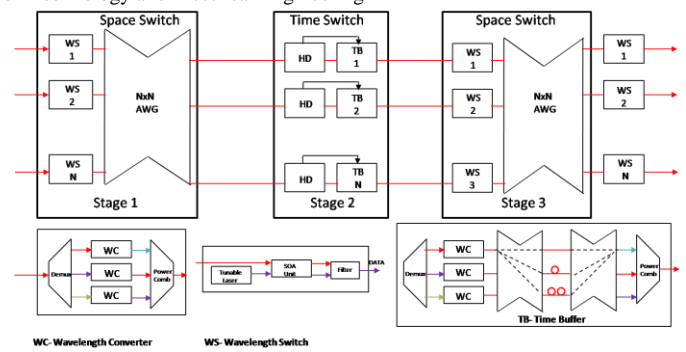 Space Switch
Time Switch
Space Switch
WS
1
WS
2
WS
N
NxN
AWG
HD
TB
1
HD
TB
2
HD
TB
N
WS
1
WS
2
WS
3
NxN
AWG
WS
1
WS
2
WS
N
Stage 1
Stage 2
Stage 3
Demux
WC
WC
WC
Power
Comb
Tunable
Laser
SOA
Unit
Filter
DATA
Demux
WC
WC
WC
Power
Comb
TB- Time Buffer
WC- Wavelength Converter
WS- Wavelength Switch